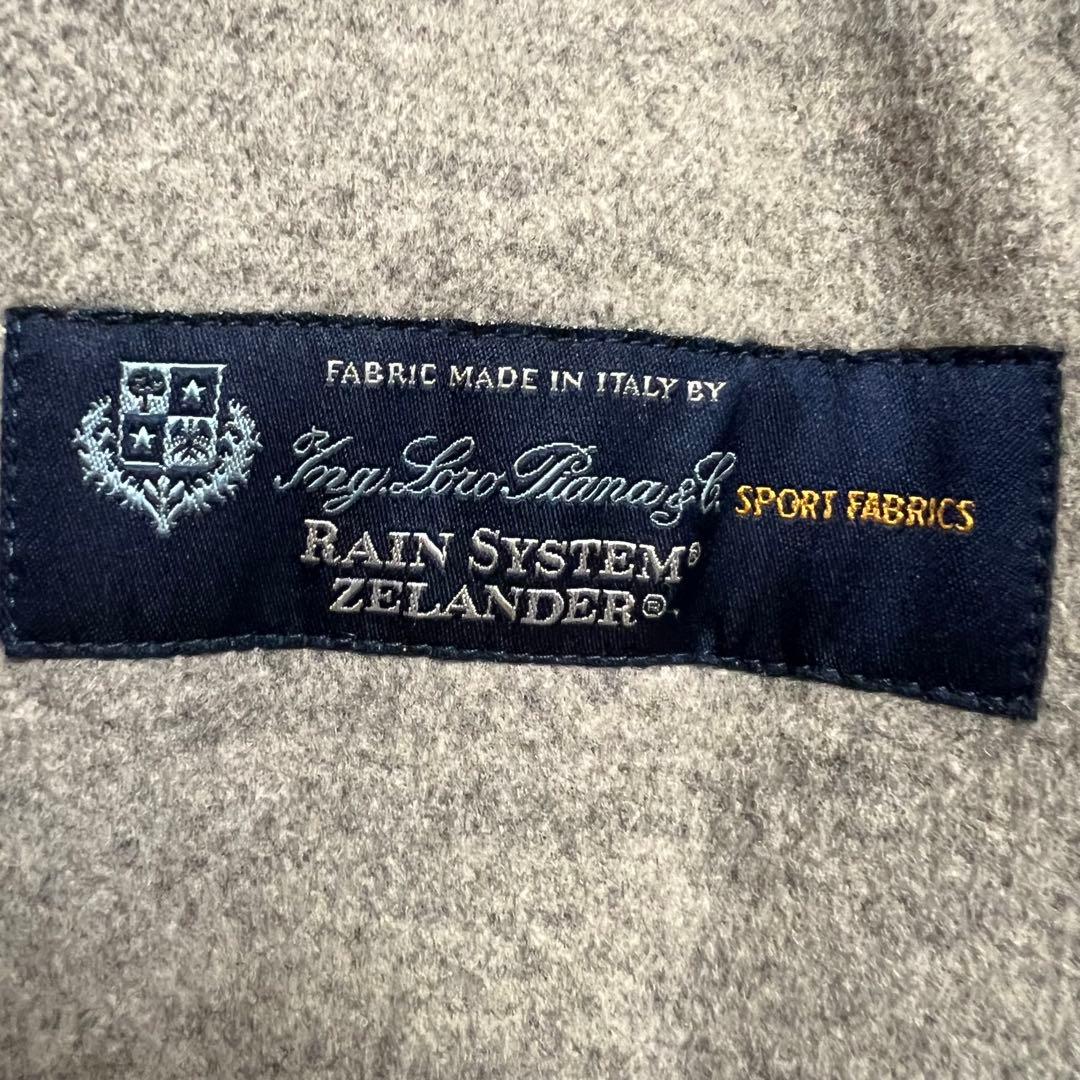 FABRIC MADE IN ITALY BY
Ing. Loro Piana & C. SPORT FABRICS
RAIN SYSTEM®
ZELANDER®.